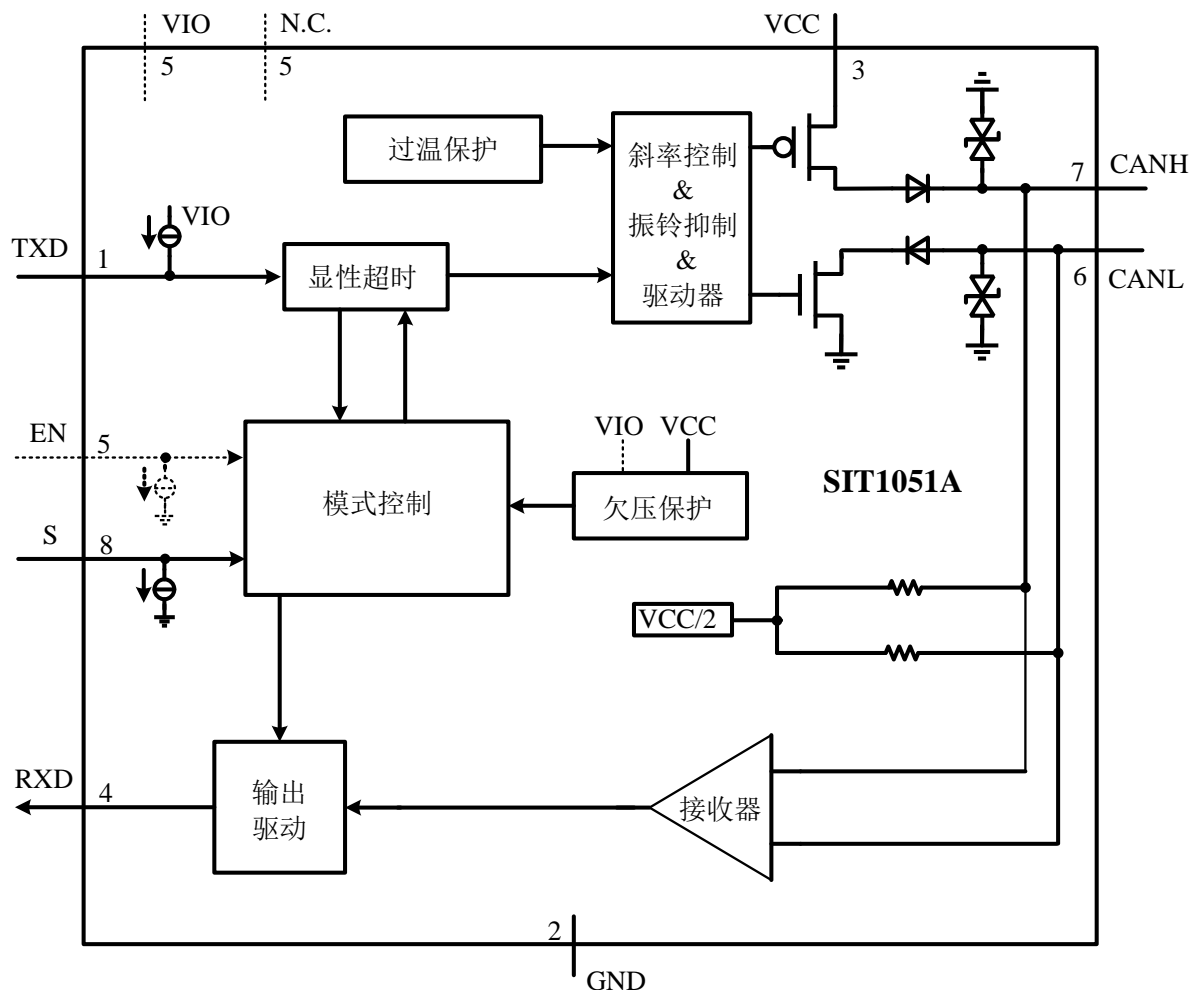 VIO
N.C.
VCC
5
5
3
过温保护
斜率控制
&
振铃抑制
&
驱动器
7
CANH
VIO
TXD
1
显性超时
6
CANL
EN
5
VIO
VCC
模式控制
欠压保护
SIT1051A
S
8
VCC/2
RXD
4
输出
驱动
接收器
2
GND